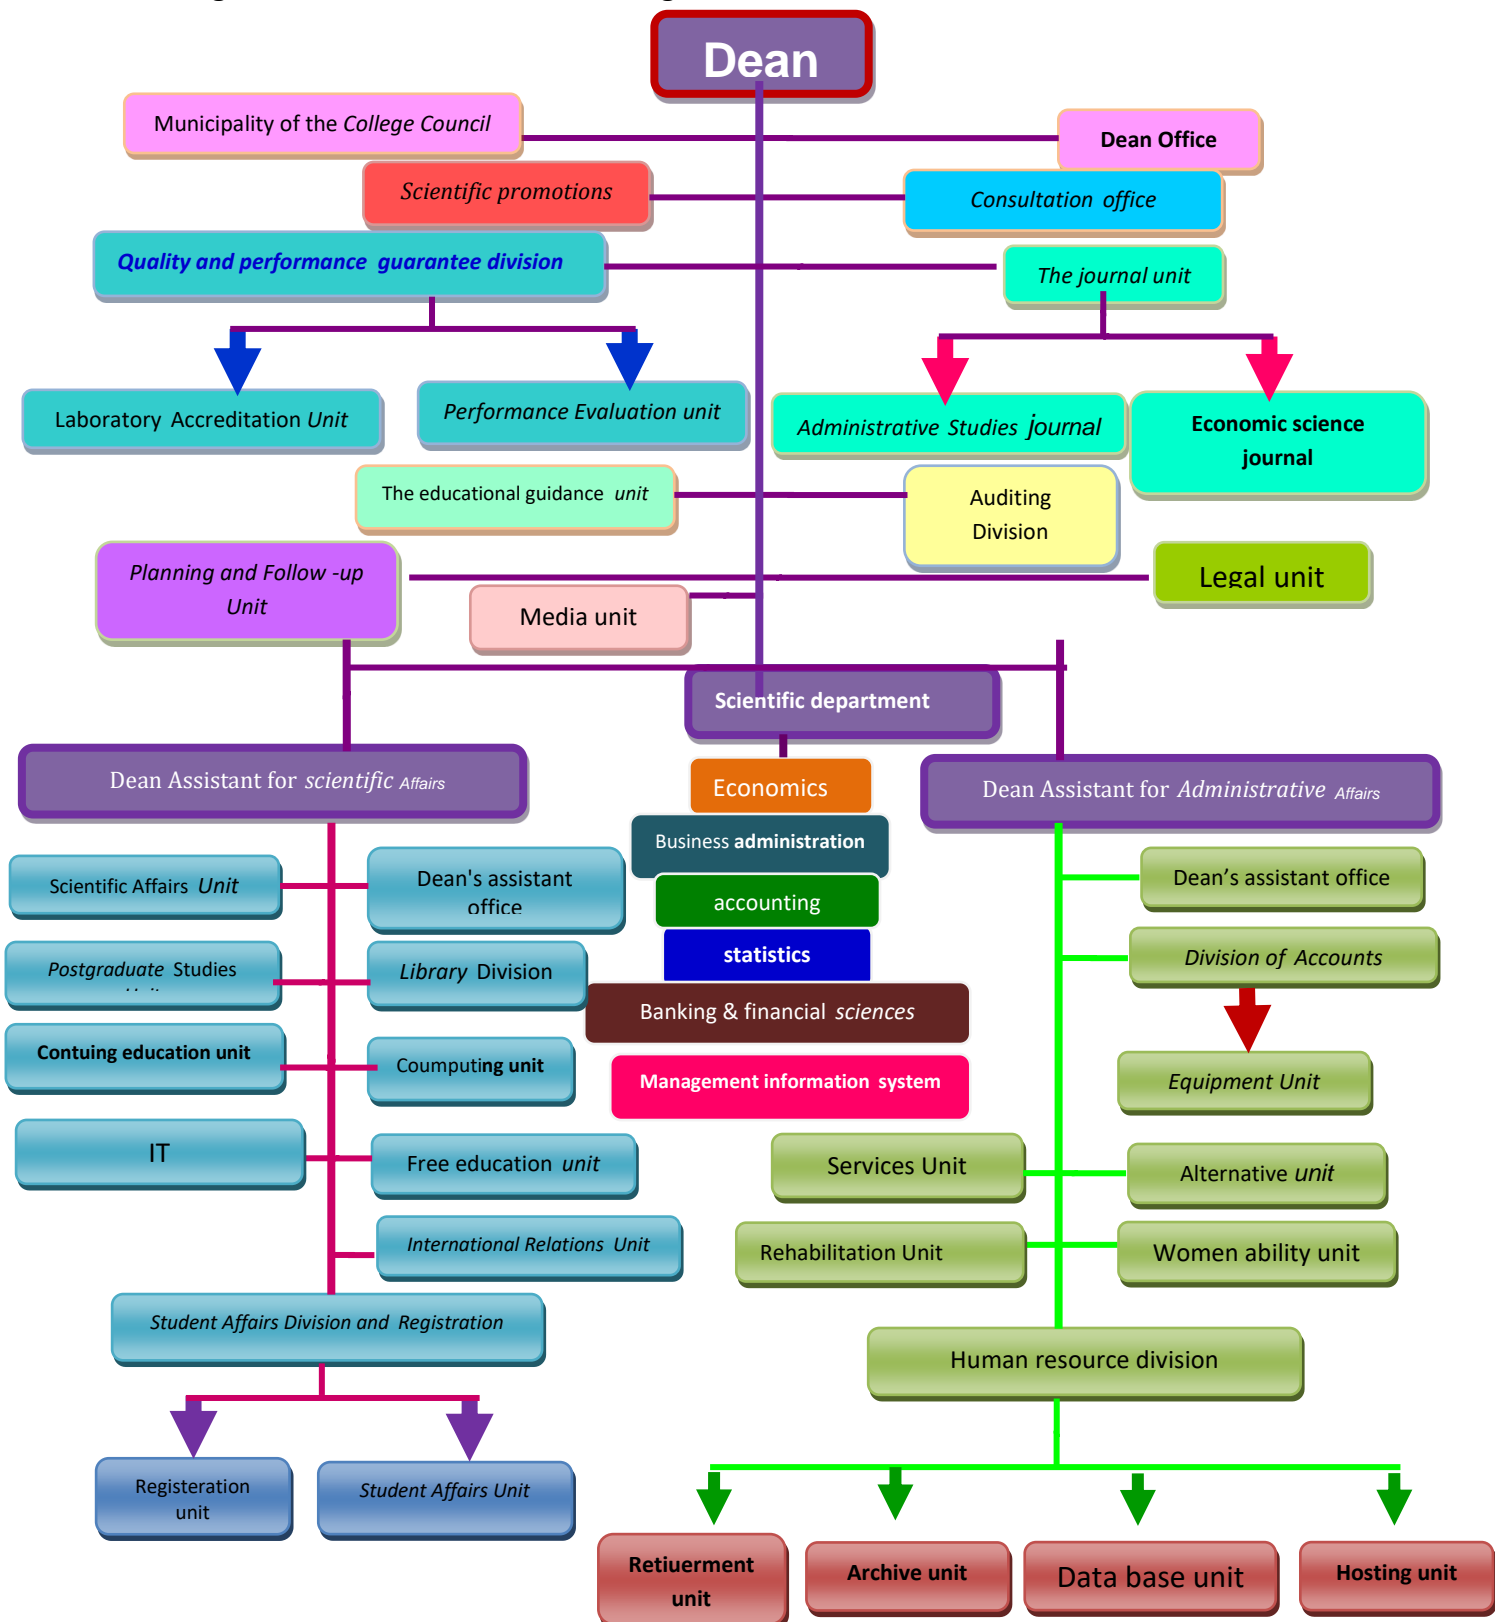 Dean
Municipality of the College Council
Dean Office
Scientific promotions
Consultation office
Quality and performance guarantee division
The journal unit
Laboratory Accreditation Unit
Performance Evaluation unit
Administrative Studies journal
Economic science
journal
The educational guidance unit
Auditing
Division
Planning and Follow -up
Unit
Legal unit
Media unit
Scientific department
Dean Assistant for scientific Affairs
Economics
Dean Assistant for Administrative Affairs
Business administration
Scientific Affairs Unit
Dean's assistant
office
accounting
Dean’s assistant office
Postgraduate Studies
Library Division
statistics
Division of Accounts
Banking & financial sciences
Contuing education unit
Coumputing unit
Management information system
Equipment Unit
IT
Free education unit
Services Unit
Alternative unit
International Relations Unit
Rehabilitation Unit
Women ability unit
Student Affairs Division and Registration
Human resource division
Registeration
unit
Student Affairs Unit
Retiuerment
unit
Archive unit
Data base unit
Hosting unit